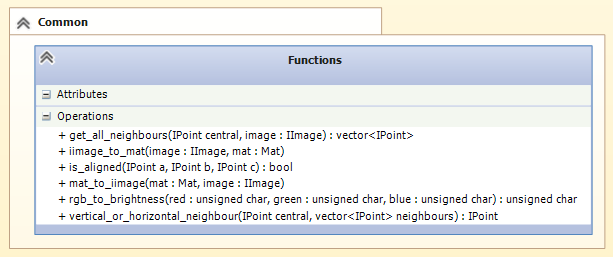 Common
Functions
Attributes
Operations
+ get_all_neighbours(IPoint central, image : IImage) : vector<IPoint>
+ iimage_to_mat(image : IImage, mat : Mat)
+ is_aligned(IPoint a, IPoint b, IPoint c) : bool
+ mat_to_iimage(mat : Mat, image : IImage)
+ rgb_to_brightness(red : unsigned char, green : unsigned char, blue : unsigned char) : unsigned char
+ vertical_or_horizontal_neighbour(IPoint central, vector<IPoint> neighbours) : IPoint